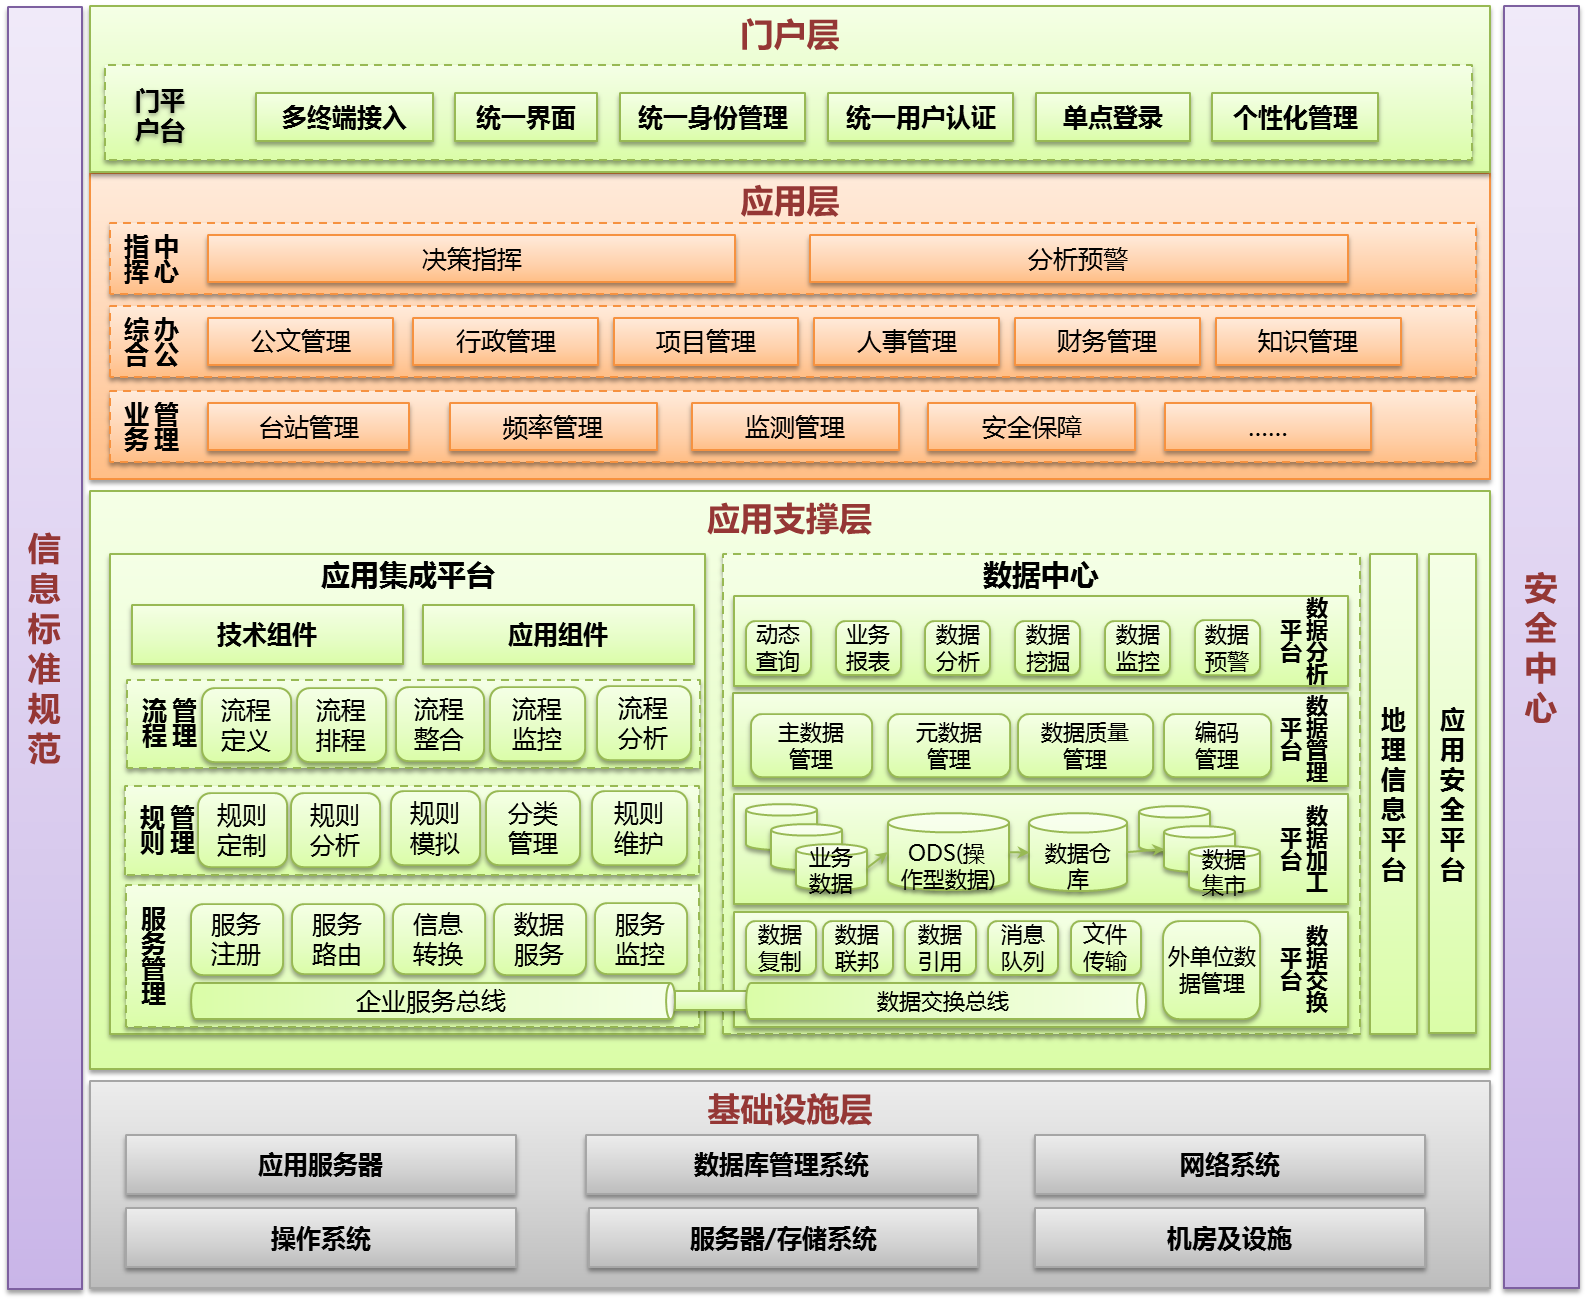 信息标准规范
门户层
门户平台
多终端接入
统一界面
统一身份管理
统一用户认证
单点登录
个性化管理
应用层
指挥中心
决策指挥
分析预警
综合办公
公文管理
行政管理
项目管理
人事管理
财务管理
知识管理
业务管理
台站管理
频率管理
监测管理
安全保障
......
应用支撑层
应用集成平台
技术组件
应用组件
流程管理
流程
定义
流程
排程
流程
整合
流程
监控
流程
分析
规则管理
规则
定制
规则
分析
规则
模拟
分类
管理
规则
维护
服务管理
服务
注册
服务
路由
信息
转换
数据
服务
服务
监控
企业服务总线
数据中心
动态
查询
业务
报表
数据
分析
数据
挖掘
数据
监控
数据
预警
数据分析
平台
主数据
管理
元数据
管理
数据质量
管理
编码
管理
数据管理
平台
业务
数据
ODS(操
作型数据)
数据仓
库
数据
集市
数据加工
平台
数据
复制
数据
联邦
数据
引用
消息
队列
文件
传输
外单位数
据管理
数据交换
平台
数据交换总线
地理信息平台
应用安全平台
基础设施层
应用服务器
数据库管理系统
网络系统
操作系统
服务器/存储系统
机房及设施
安全中心